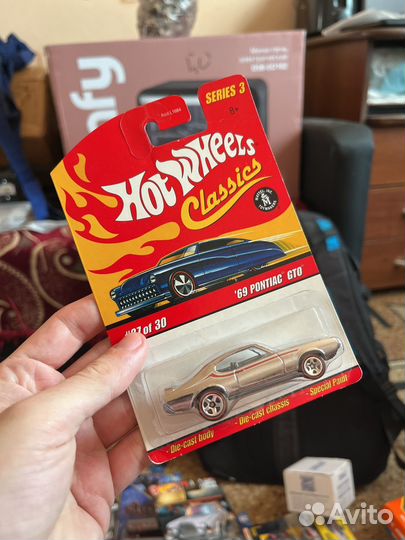 SERIES 3
8+
Hot Wheels
Classics
'69 PONTIAC® GTO®
#27 of 30
• Die-cast body
• Die-cast chassis
• Special Paint
Avito